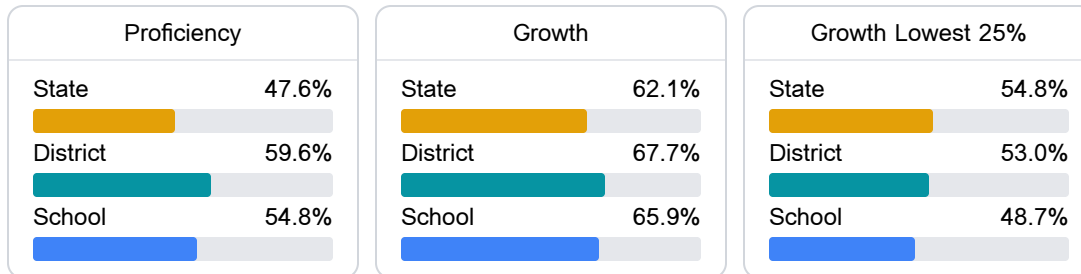 Proficiency
State 47.6%
District 59.6%
School 54.8%
Growth
State 62.1%
District 67.7%
School 65.9%
Growth Lowest 25%
State 54.8%
District 53.0%
School 48.7%